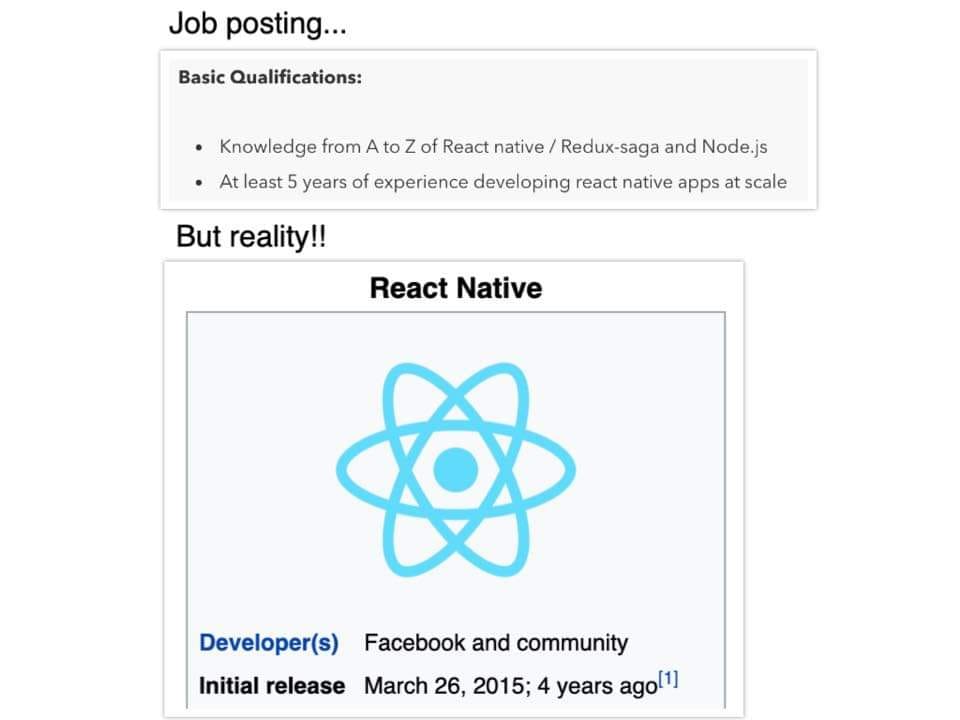 Job posting...
Basic Qualifications:
• Knowledge from A to Z of React native / Redux-saga and Node.js
• At least 5 years of experience developing react native apps at scale
But reality!!
React Native
Developer(s) Facebook and community
Initial release March 26, 2015; 4 years ago[1]